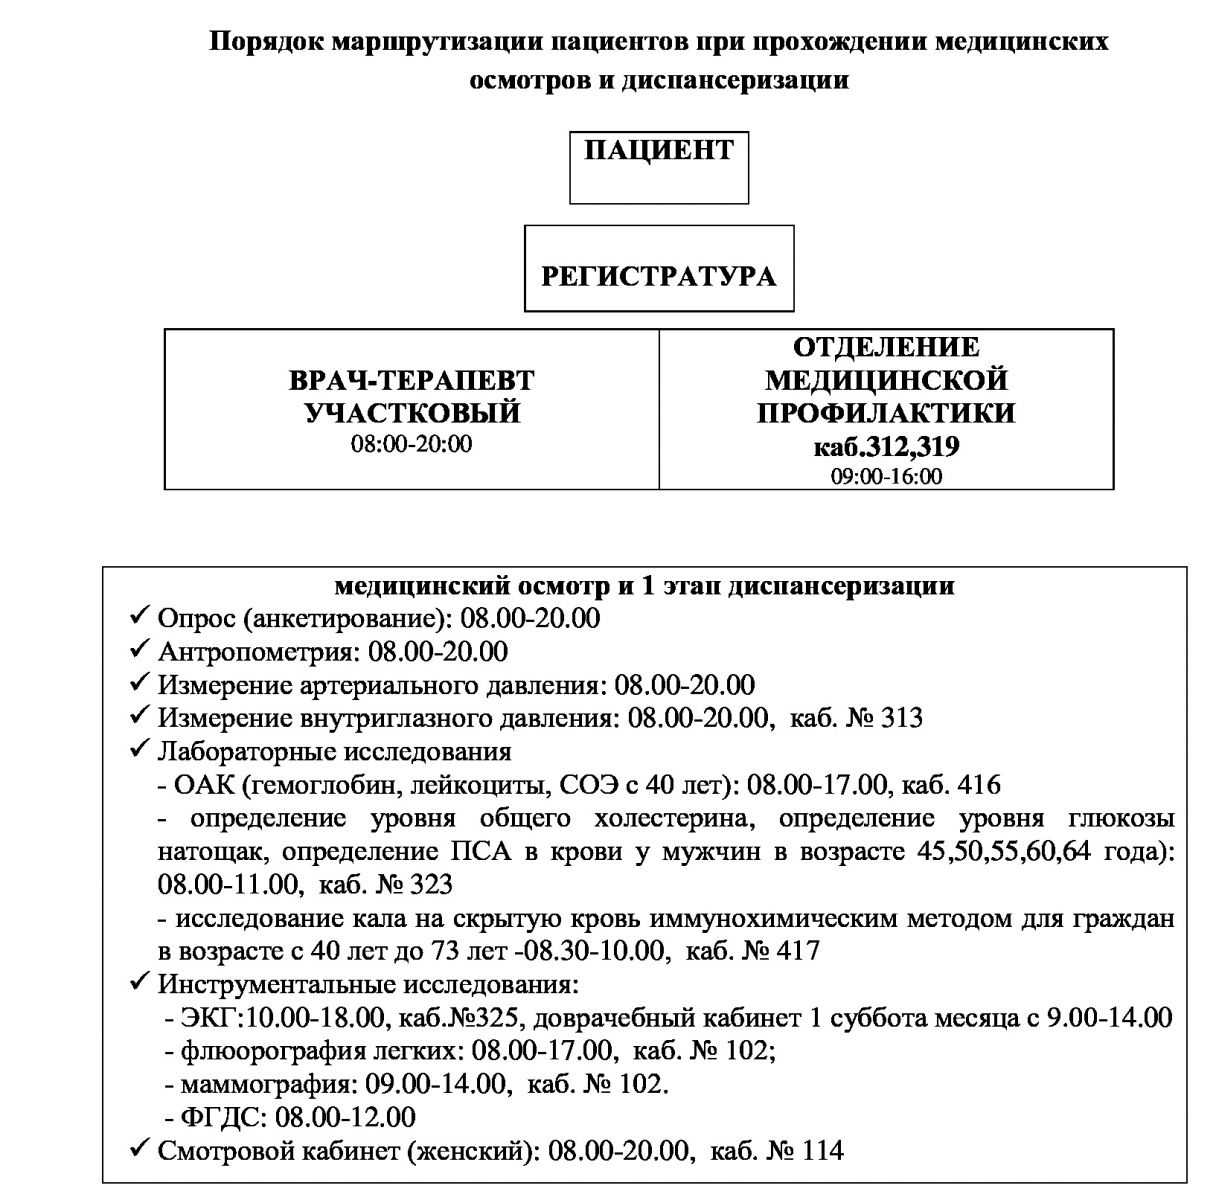 Порядок маршрутизации пациентов при прохождении медицинских
осмотров и диспансеризации
ПАЦИЕНТ
РЕГИСТРАТУРА
ВРАЧ-ТЕРАПЕВТ
УЧАСТКОВЫЙ
08:00-20:00
ОТДЕЛЕНИЕ
МЕДИЦИНСКОЙ
ПРОФИЛАКТИКИ
каб.312,319
09:00-16:00
медицинский осмотр и 1 этап диспансеризации
✓ Опрос (анкетирование): 08.00-20.00
✓ Антропометрия: 08.00-20.00
✓ Измерение артериального давления: 08.00-20.00
✓ Измерение внутриглазного давления: 08.00-20.00, каб. № 313
✓ Лабораторные исследования
- ОАК (гемоглобин, лейкоциты, СОЭ с 40 лет): 08.00-17.00, каб. 416
- определение уровня общего холестерина, определение уровня глюкозы
натощак, определение ПСА в крови у мужчин в возрасте 45,50,55,60,64 года):
08.00-11.00, каб. № 323
- исследование кала на скрытую кровь иммунохимическим методом для граждан
в возрасте с 40 лет до 73 лет -08.30-10.00, каб. № 417
✓ Инструментальные исследования:
- ЭКГ:10.00-18.00, каб.№325, доврачебный кабинет 1 суббота месяца с 9.00-14.00
- флюорография легких: 08.00-17.00, каб. № 102;
- маммография: 09.00-14.00, каб. № 102.
- ФГДС: 08.00-12.00
✓ Смотровой кабинет (женский): 08.00-20.00, каб. № 114